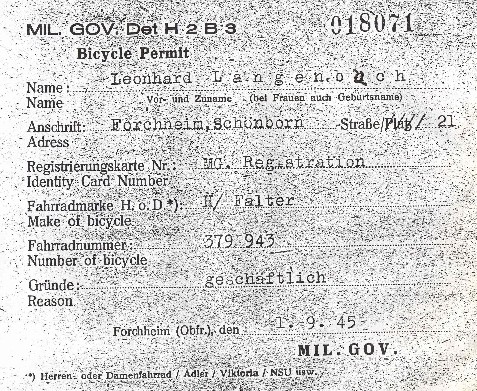 MIL. GOV. Det H 2 B 3 018071
Bicycle Permit
Name: Leonhard Langenbuch
Name Vor- und Zuname (bei Frauen auch Geburtsname)
Anschrift: Forchheim, Schönborn Straße/Platz 21
Adress
Registrierungskarte Nr.: MG. Registration
Identity Card Number
Fahrradmarke H. o. D.*): H/ Falter
Make of bicycle
Fahrradnummer: 379 943
Number of bicycle
Gründe: geschäftlich
Reason
Forchheim (Obfr.), den 1. 9. 45
MIL. GOV.
*) Herren- oder Damenfahrrad / Adler / Viktoria / NSU usw.